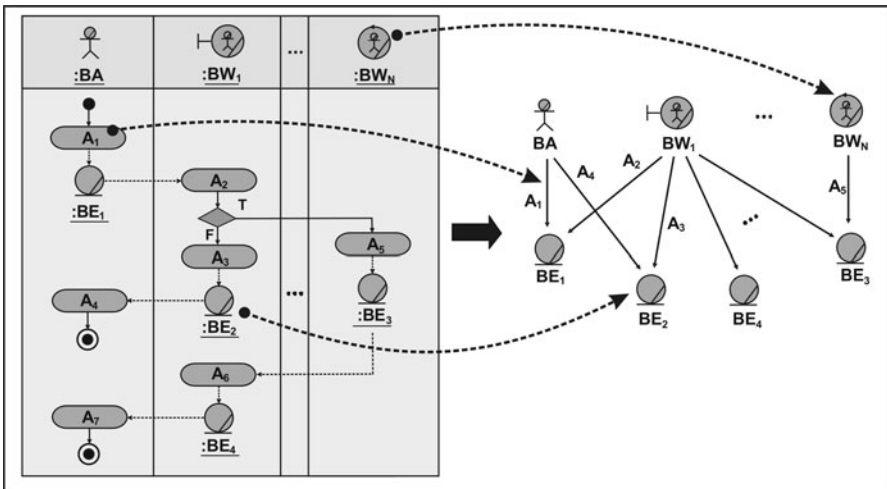 :BA :BW₁ ... :BWN
A₁
:BE₁
A₂
T
F
A₃
A₅
A₄
:BE₂
...
:BE₃
A₆
A₇
:BE₄
BA BW₁ ... BWN
A₁ A₄ A₂ A₃ ... A₅
BE₁ BE₂ BE₄ BE₃